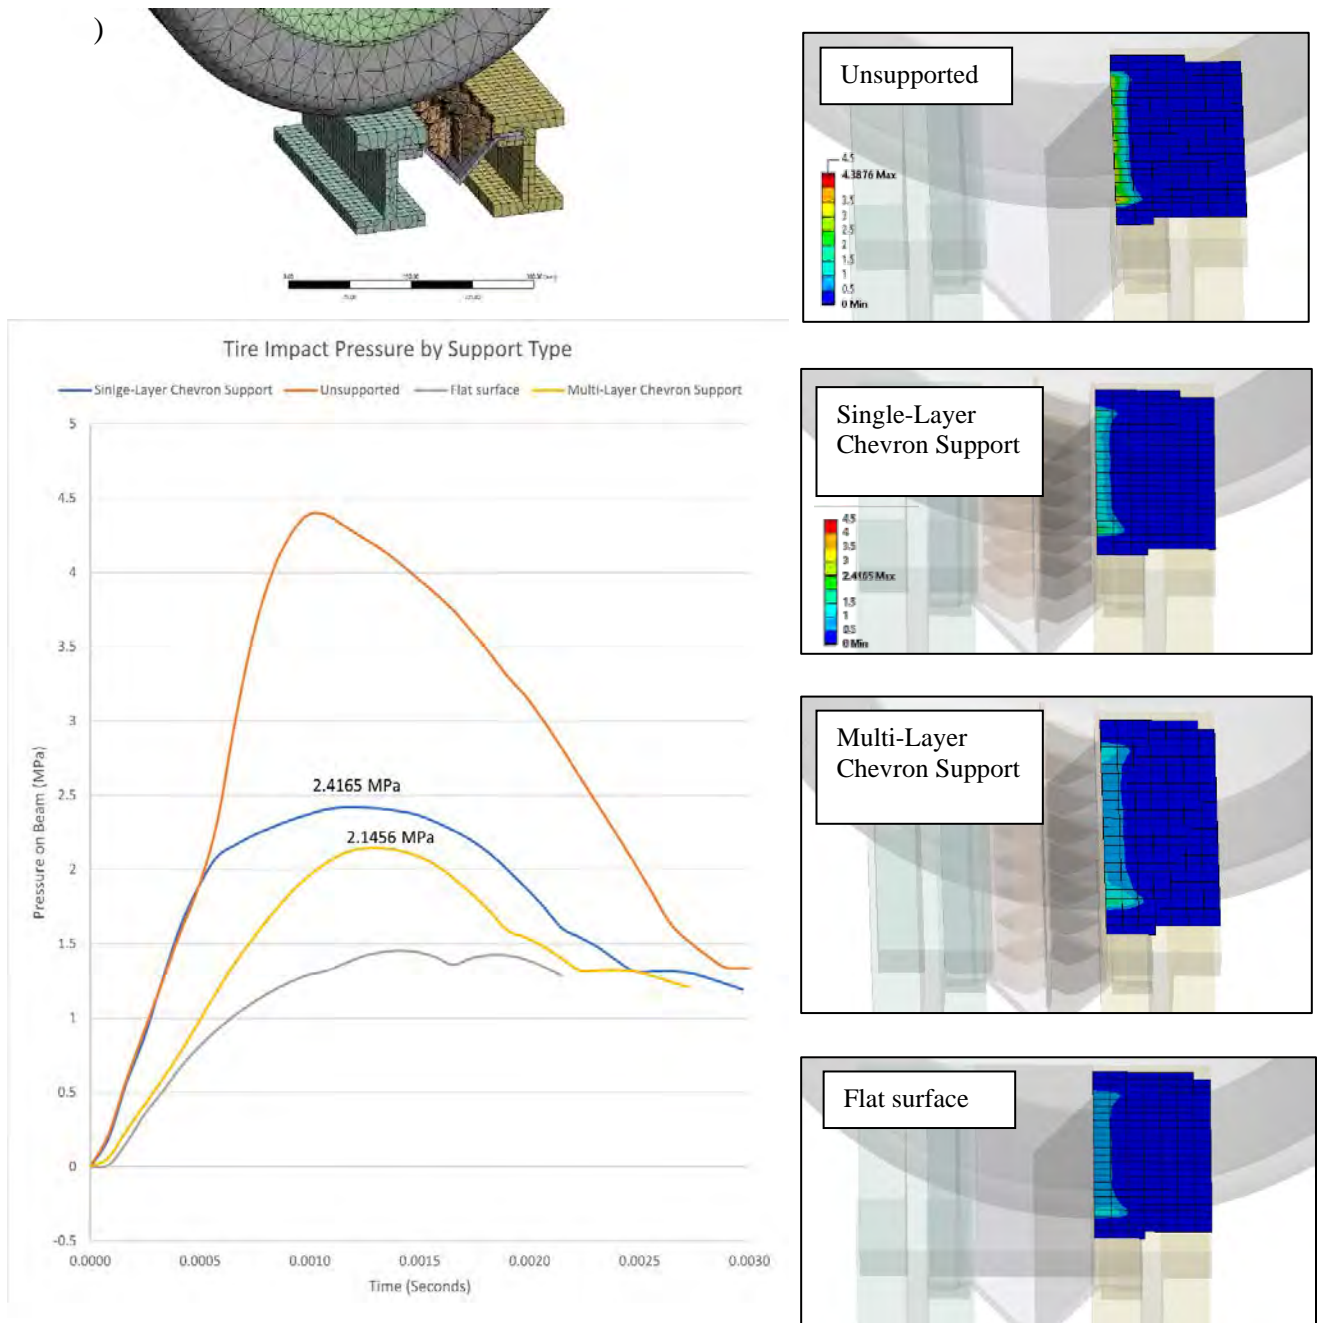 )
0.00
Tire Impact Pressure by Support Type
Sinlge-Layer Chevron Support Unsupported Flat surface Multi-Layer Chevron Support
5
4.5
4
3.5
3
2.5
2
1.5
1
0.5
0
-0.5
Pressure on Beam (MPa)
2.4165 MPa
2.1456 MPa
0.0000 0.0005 0.0010 0.0015 0.0020 0.0025 0.0030
Time (Seconds)
Unsupported
4.5
4.3876 Max
3.5
3
2.5
2
1.5
1
0.5
0 Min
Single-Layer
Chevron Support
4.5
4
3.5
3
2.4165 Max
1.5
1
0.5
0 Min
Multi-Layer
Chevron Support
Flat surface